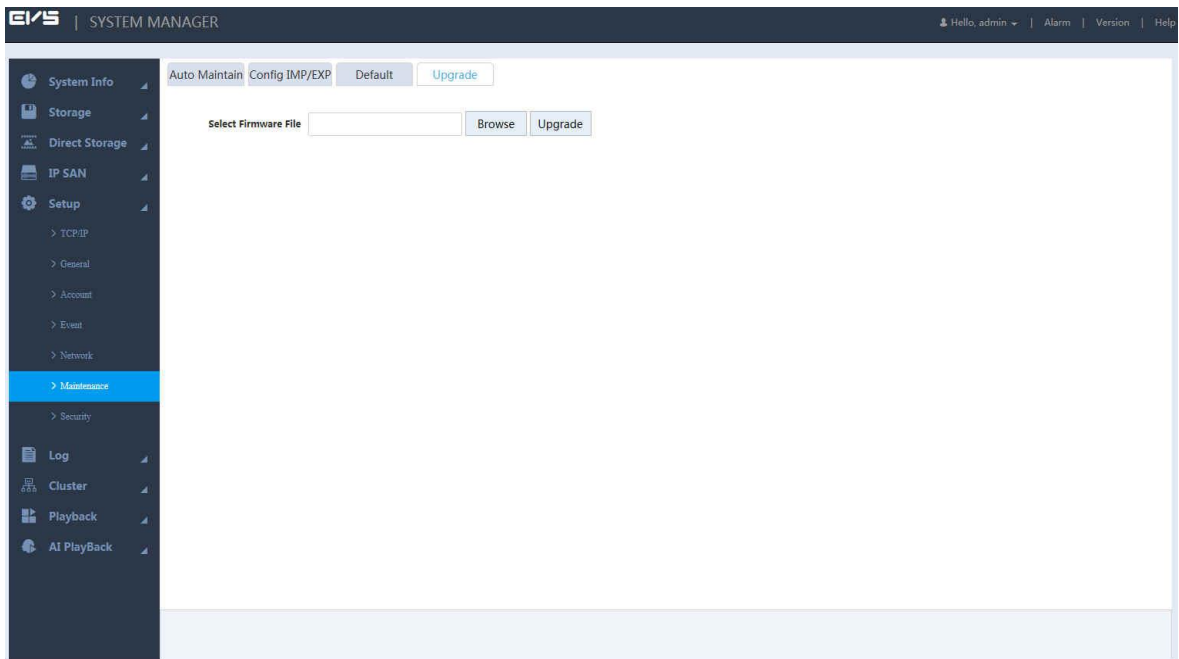 EVS | SYSTEM MANAGER
Hello, admin | Alarm | Version | Help
System Info
Storage
Direct Storage
IP SAN
Setup
> TCP/IP
> General
> Account
> Event
> Network
> Maintenance
> Security
Log
Cluster
Playback
AI PlayBack
Auto Maintain Config IMP/EXP Default Upgrade
Select Firmware File Browse Upgrade